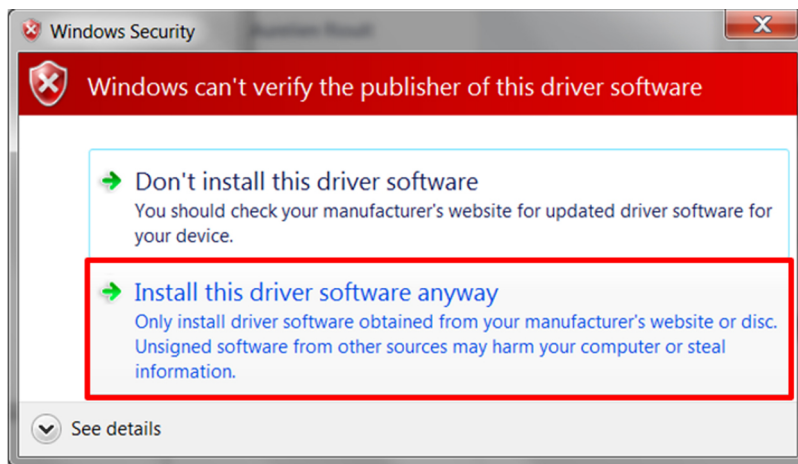 Windows Security
Windows can't verify the publisher of this driver software
Don't install this driver software
You should check your manufacturer's website for updated driver software for
your device.
Install this driver software anyway
Only install driver software obtained from your manufacturer's website or disc.
Unsigned software from other sources may harm your computer or steal
information.
See details